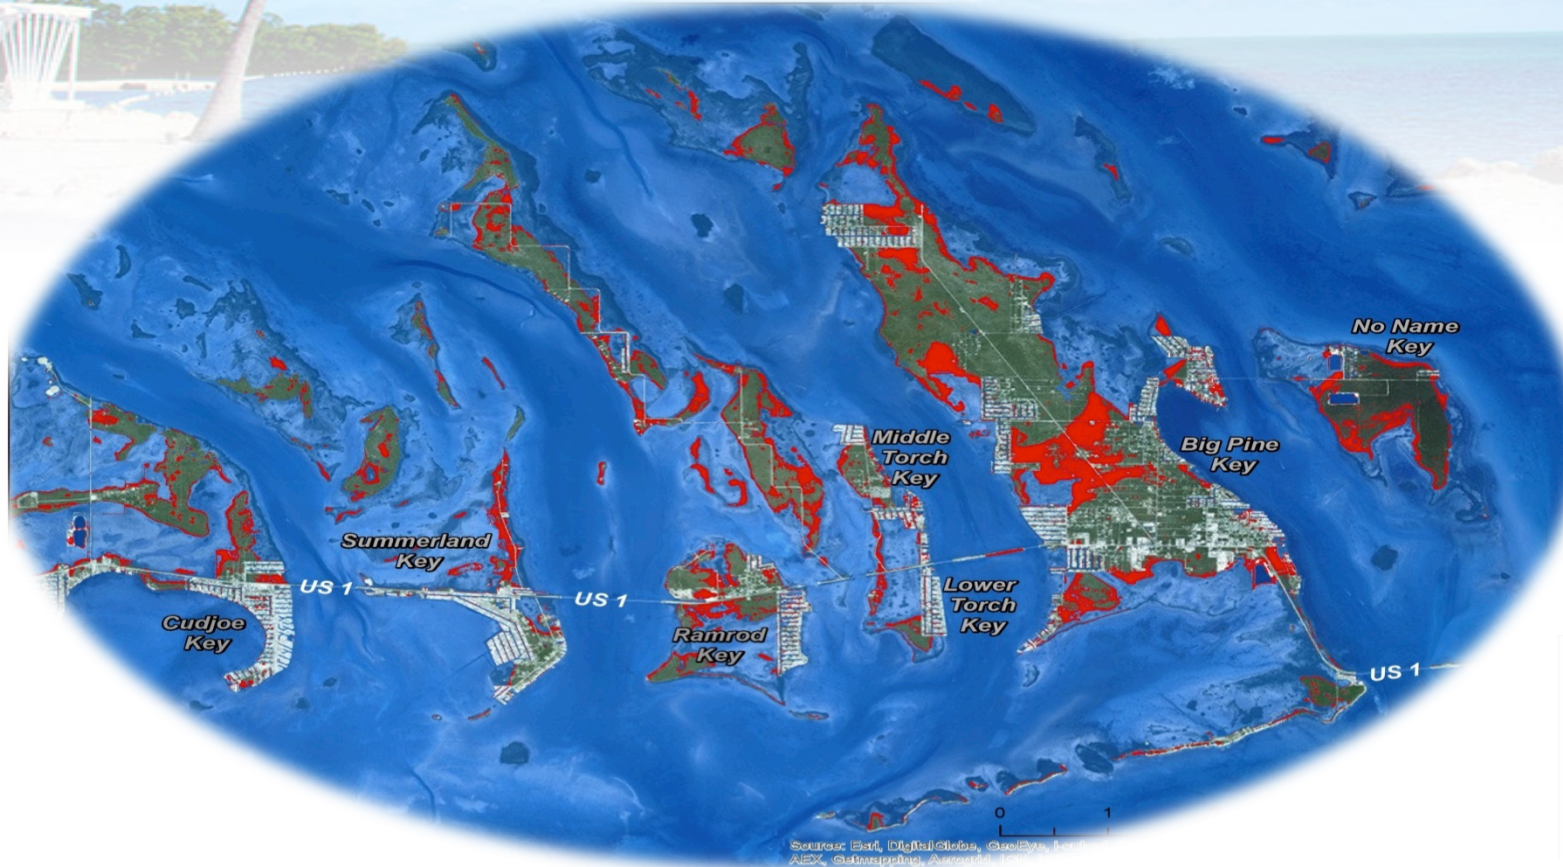 No Name
Key
Middle
Torch
Key
Big Pine
Key
Summerland
Key
US 1
US 1
Lower
Torch
Key
Cudjoe
Key
Ramrod
Key
US 1
0 1
Source: Esri, DigitalGlobe, GeoEye,
AEX, Getmapping, Aerogrid,